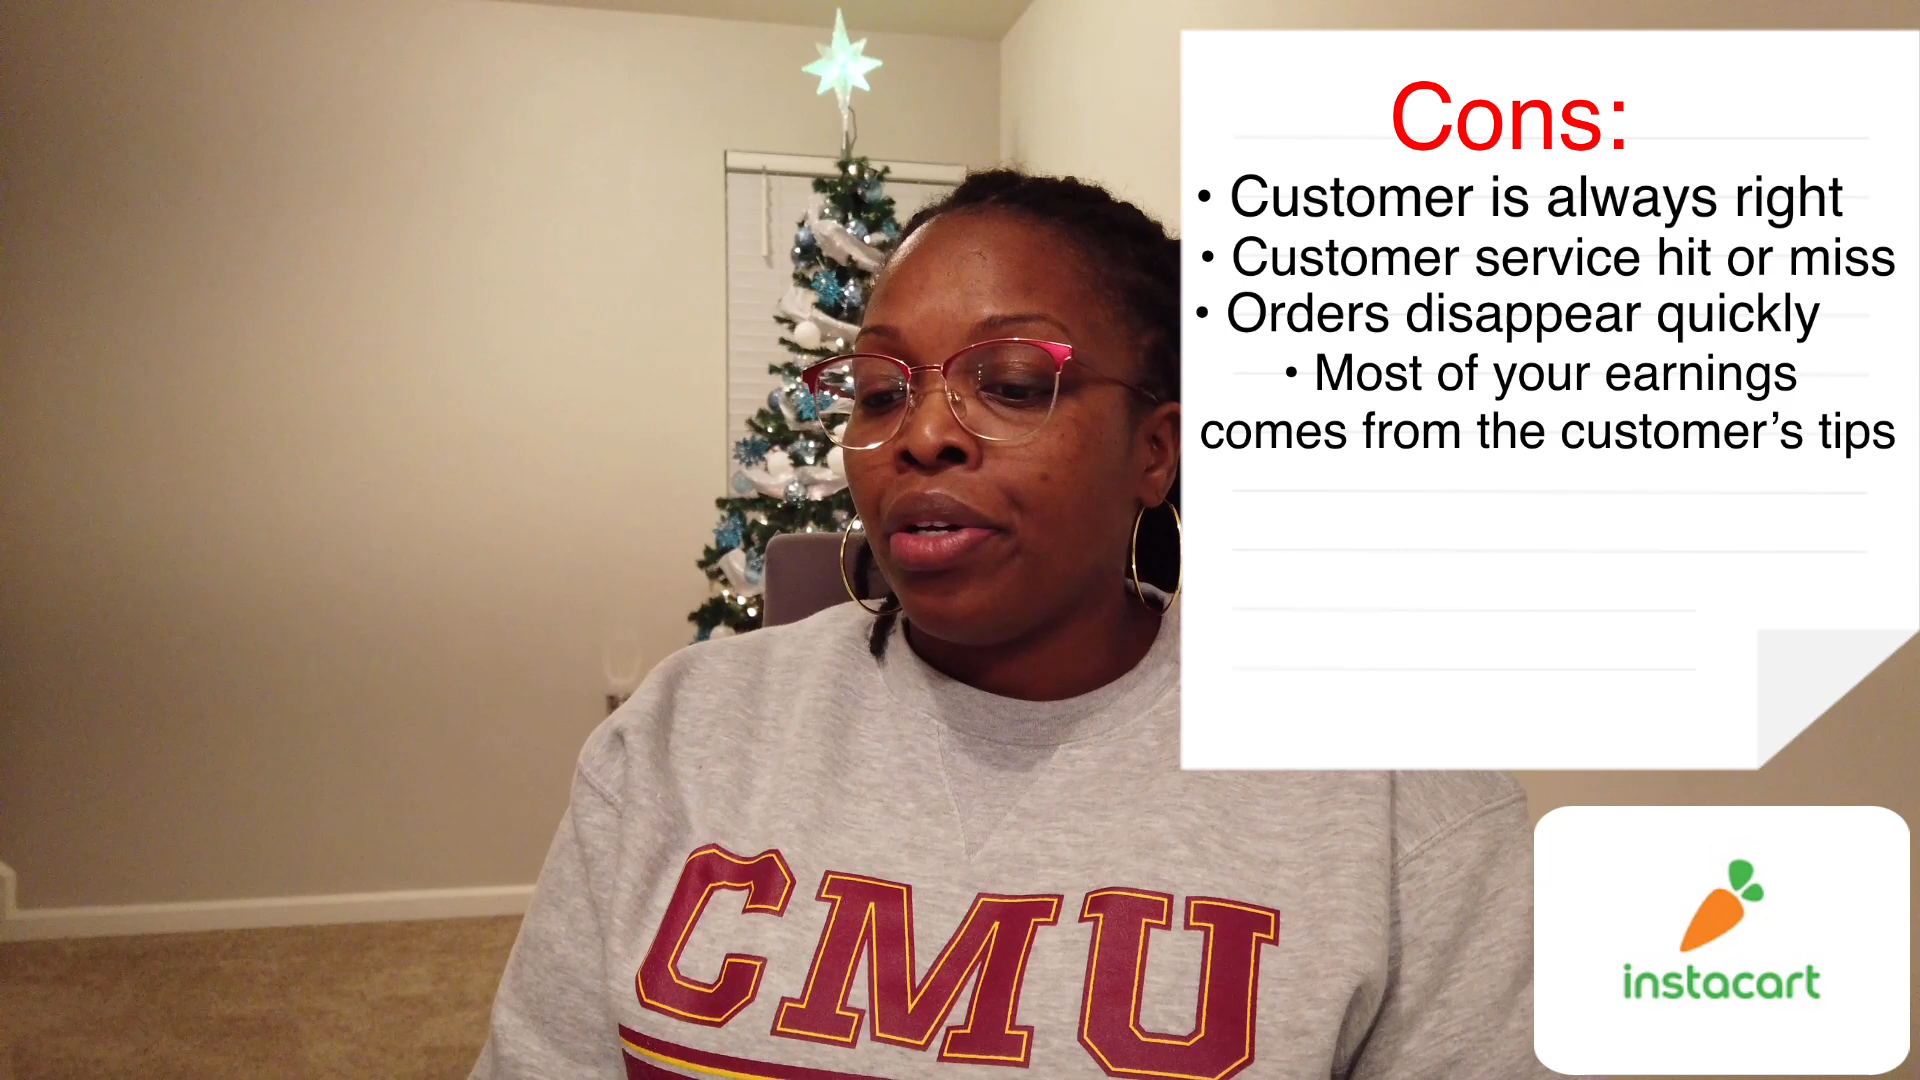 Cons:
• Customer is always right
• Customer service hit or miss
• Orders disappear quickly
• Most of your earnings
comes from the customer’s tips
CMU
instacart